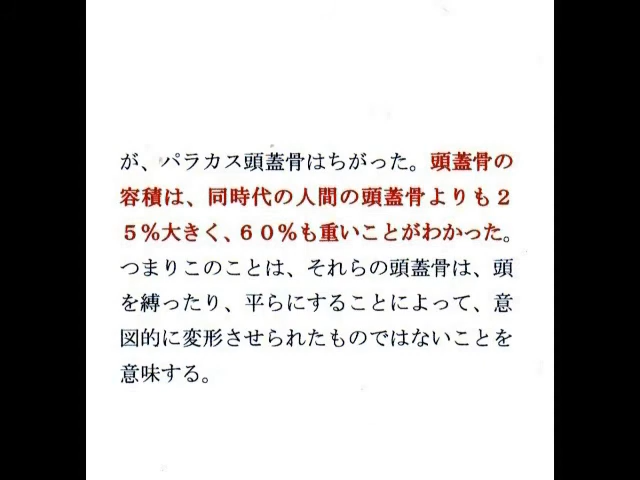 が、パラカス頭蓋骨はちがった。頭蓋骨の
容積は、同時代の人間の頭蓋骨よりも２
５％大きく、６０％も重いことがわかった。
つまりこのことは、それらの頭蓋骨は、頭
を縛ったり、平らにすることによって、意
図的に変形させられたものではないことを
意味する。